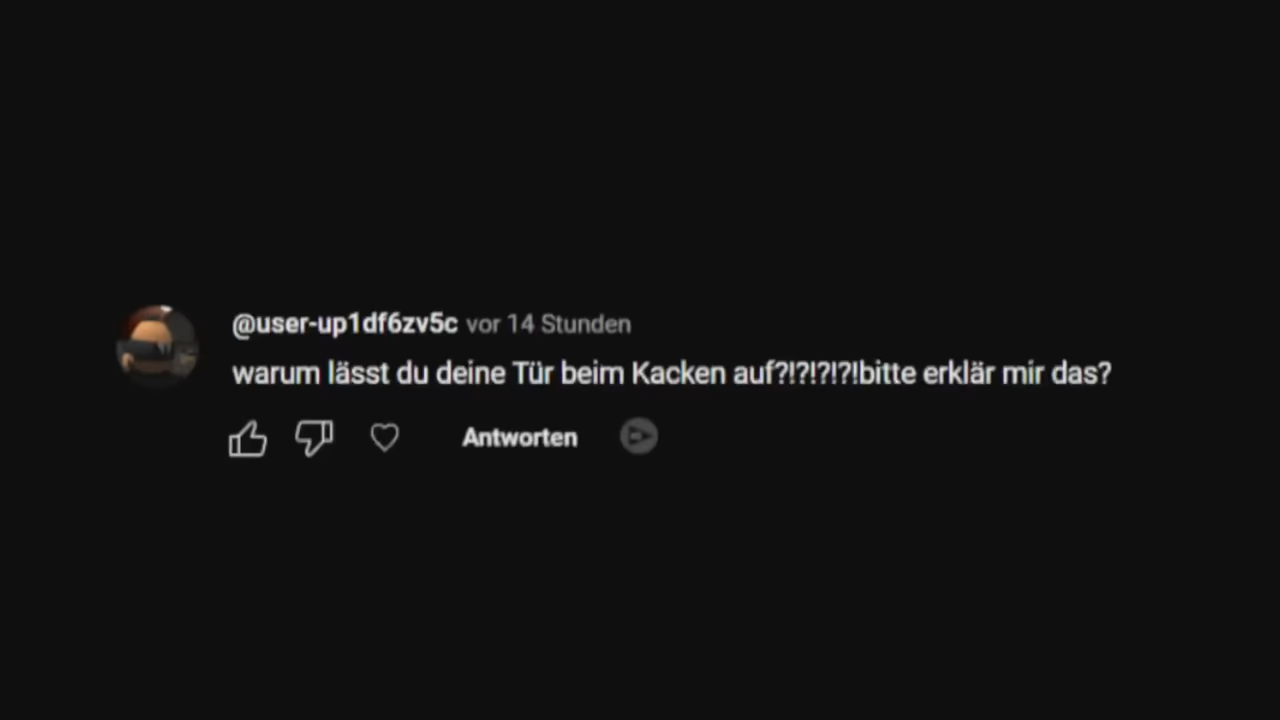 @user-up1df6zv5c vor 14 Stunden
warum lässt du deine Tür beim Kacken auf?!?!?!?!bitte erklär mir das?
Antworten